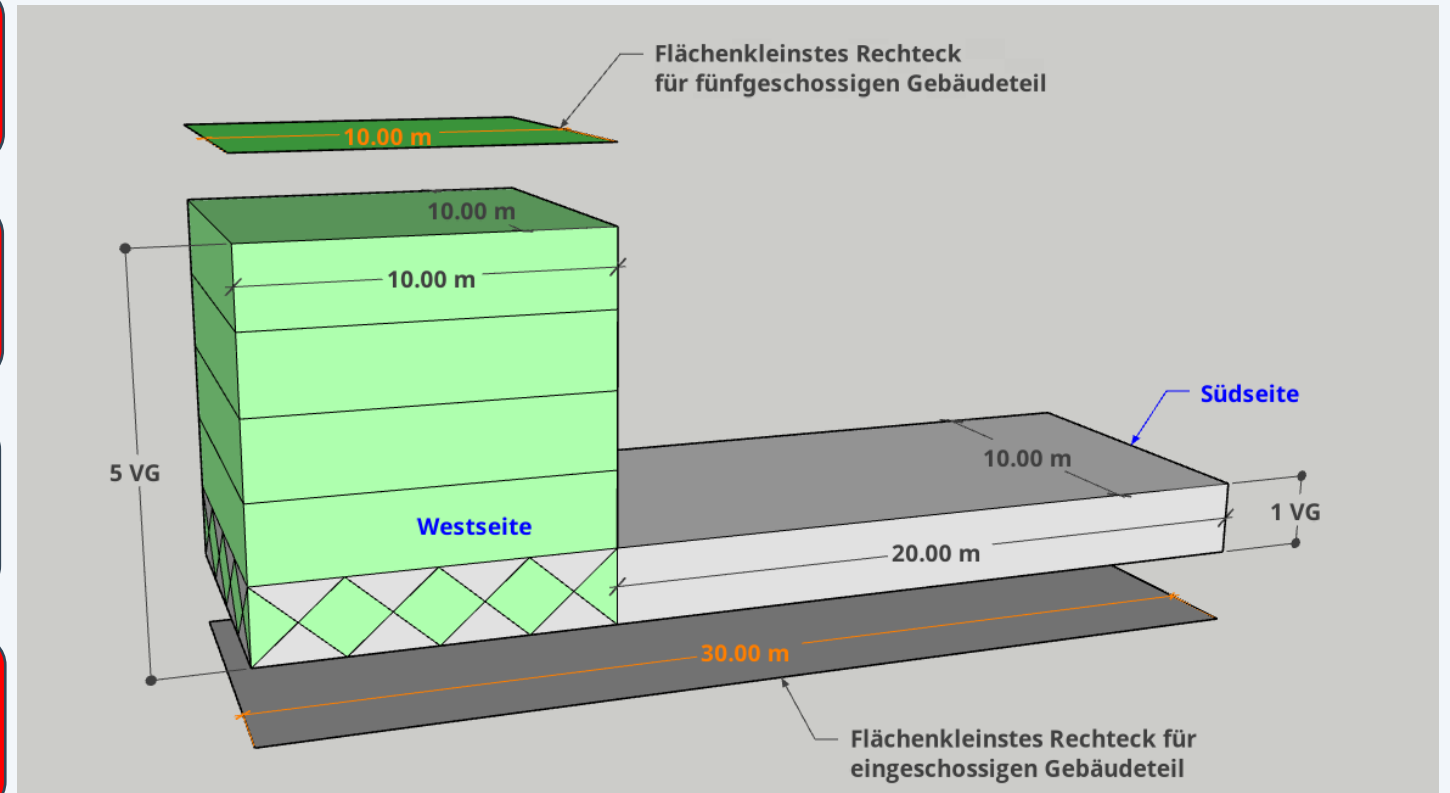 Flächenkleinstes Rechteck
für fünfgeschossigen Gebäudeteil
10.00 m
10.00 m
10.00 m
Südseite
10.00 m
5 VG
1 VG
Westseite
20.00 m
30.00 m
Flächenkleinstes Rechteck für
eingeschossigen Gebäudeteil